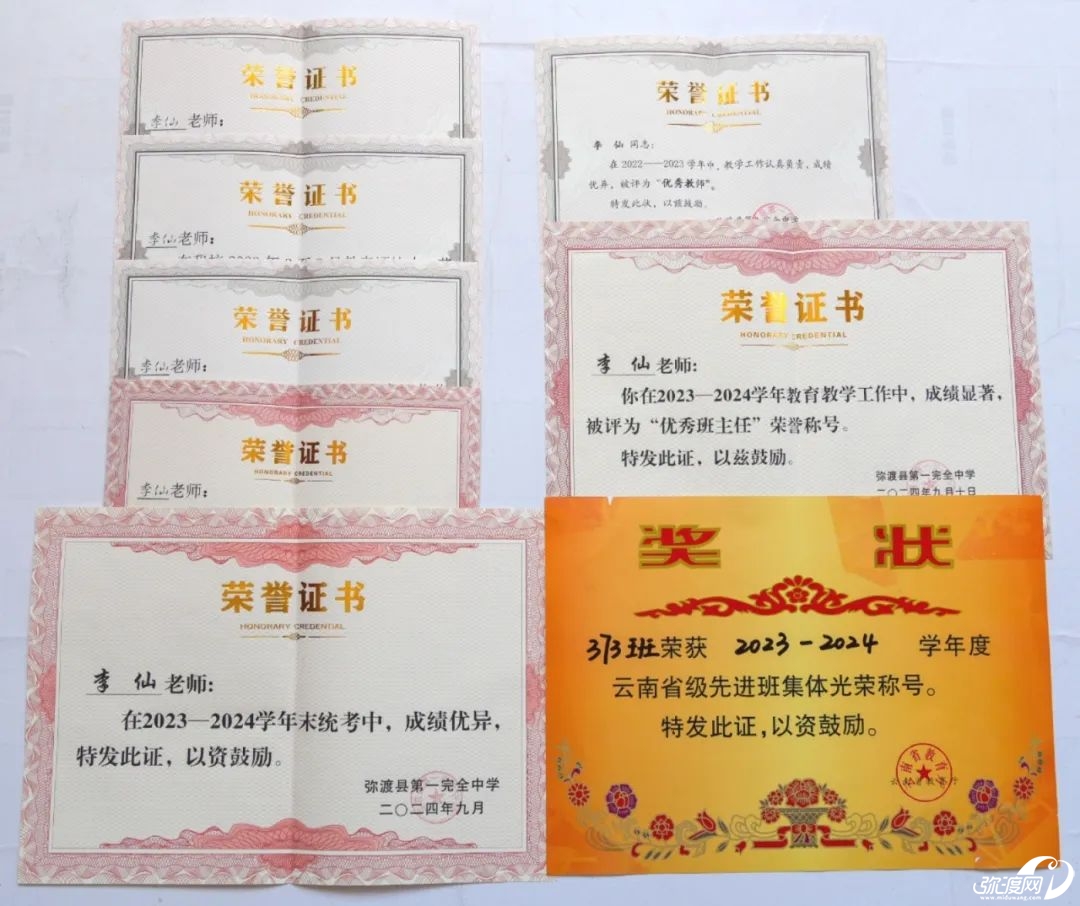 荣誉证书
HONORARY CREDENTIAL
李仙 老师：
荣誉证书
HONORARY CREDENTIAL
李仙老师：
荣誉证书
HONORARY CREDENTIAL
李仙老师：
荣誉证书
HONORARY CREDENTIAL
李仙老师：
荣誉证书
HONORARY CREDENTIAL
李 仙 老师：
在2023—2024学年末统考中，成绩优异，
特发此证，以资鼓励。
弥渡县第一完全中学
二〇二四年九月
荣誉证书
HONORARY CREDENTIAL
李 仙 同志：
在 2022——2023 学年中，教学工作认真负责，成绩
优异，被评为“优秀教师”。
特发此状，以资鼓励。
荣誉证书
HONORARY CREDENTIAL
李 仙 老师：
你在2023—2024学年教育教学工作中，成绩显著，
被评为“优秀班主任”荣誉称号。
特发此证，以兹鼓励。
弥渡县第一完全中学
二〇二四年九月十日
奖 状
373班荣获 2023-2024 学年度
云南省级先进班集体光荣称号。
特发此证，以资鼓励。
弥渡网
www.miduwang.com